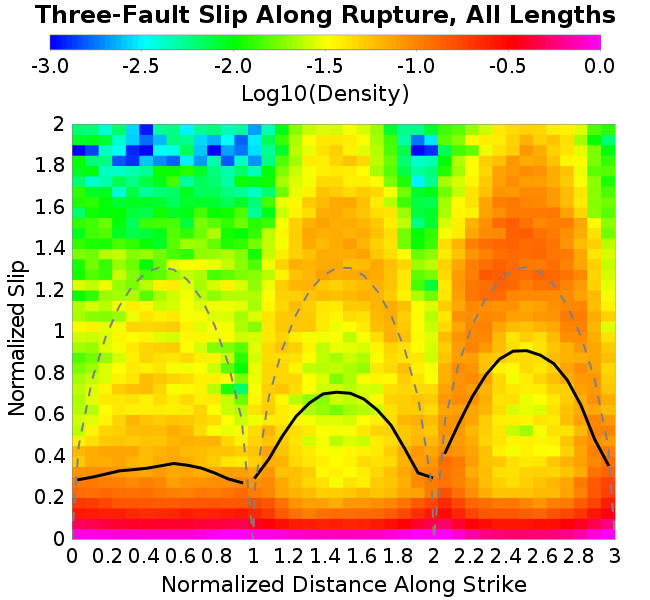 Three-Fault Slip Along Rupture, All Lengths
-3.0 -2.5 -2.0 -1.5 -1.0 -0.5 0.0
Log10(Density)
2
1.8
1.6
1.4
1.2
1
0.8
0.6
0.4
0.2
0
Normalized Slip
0 0.2 0.4 0.6 0.8 1 1.2 1.4 1.6 1.8 2 2.2 2.4 2.6 2.8 3
Normalized Distance Along Strike